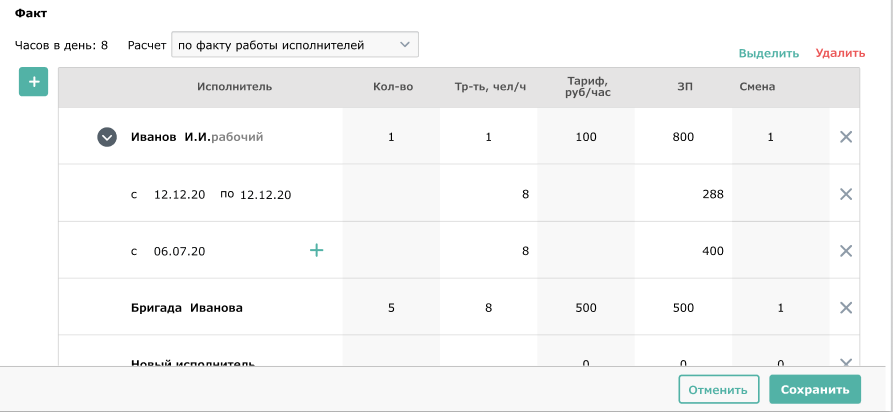 Факт
Часов в день: 8 Расчет по факту работы исполнителей
Выделить Удалить
+ Исполнитель Кол-во Тр-ть, чел/ч Тариф, руб/час ЗП Смена
Иванов И.И.рабочий 1 1 100 800 1
с 12.12.20 по 12.12.20 8 288
с 06.07.20 + 8 400
Бригада Иванова 5 8 500 500 1
Новый исполнитель 0 0 0
Отменить Сохранить